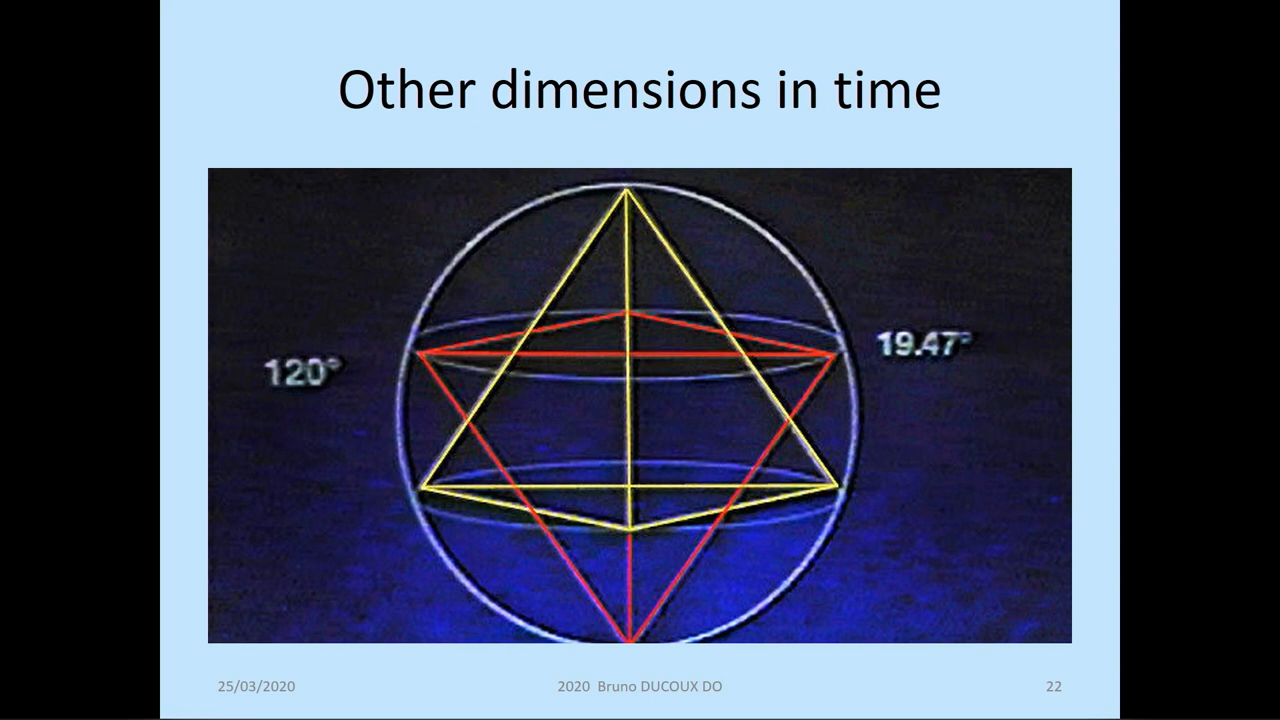 Other dimensions in time
120°
19.47°
25/03/2020
2020 Bruno DUCOUX DO
22